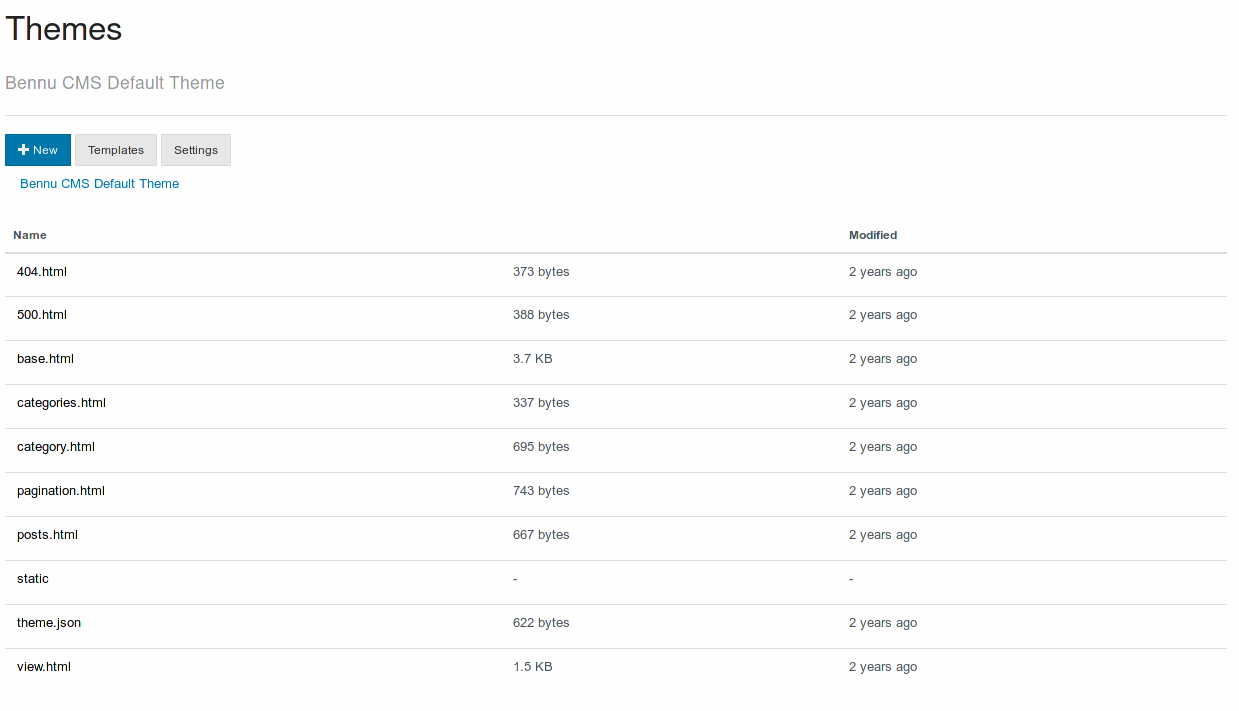 Themes
Bennu CMS Default Theme
New Templates Settings
Bennu CMS Default Theme
Name Modified
404.html 373 bytes 2 years ago
500.html 388 bytes 2 years ago
base.html 3.7 KB 2 years ago
categories.html 337 bytes 2 years ago
category.html 695 bytes 2 years ago
pagination.html 743 bytes 2 years ago
posts.html 667 bytes 2 years ago
static - -
theme.json 622 bytes 2 years ago
view.html 1.5 KB 2 years ago